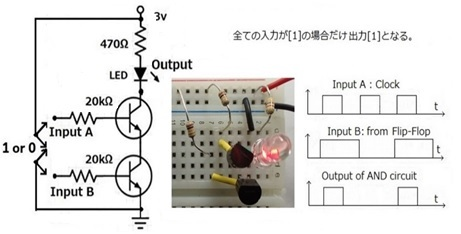 3v
470Ω
LED
Output
20kΩ
Input A
1 or 0
20kΩ
Input B
全ての入力が[1]の場合だけ出力[1]となる。
Input A : Clock
t
Input B: from Flip-Flop
t
Output of AND circuit
t